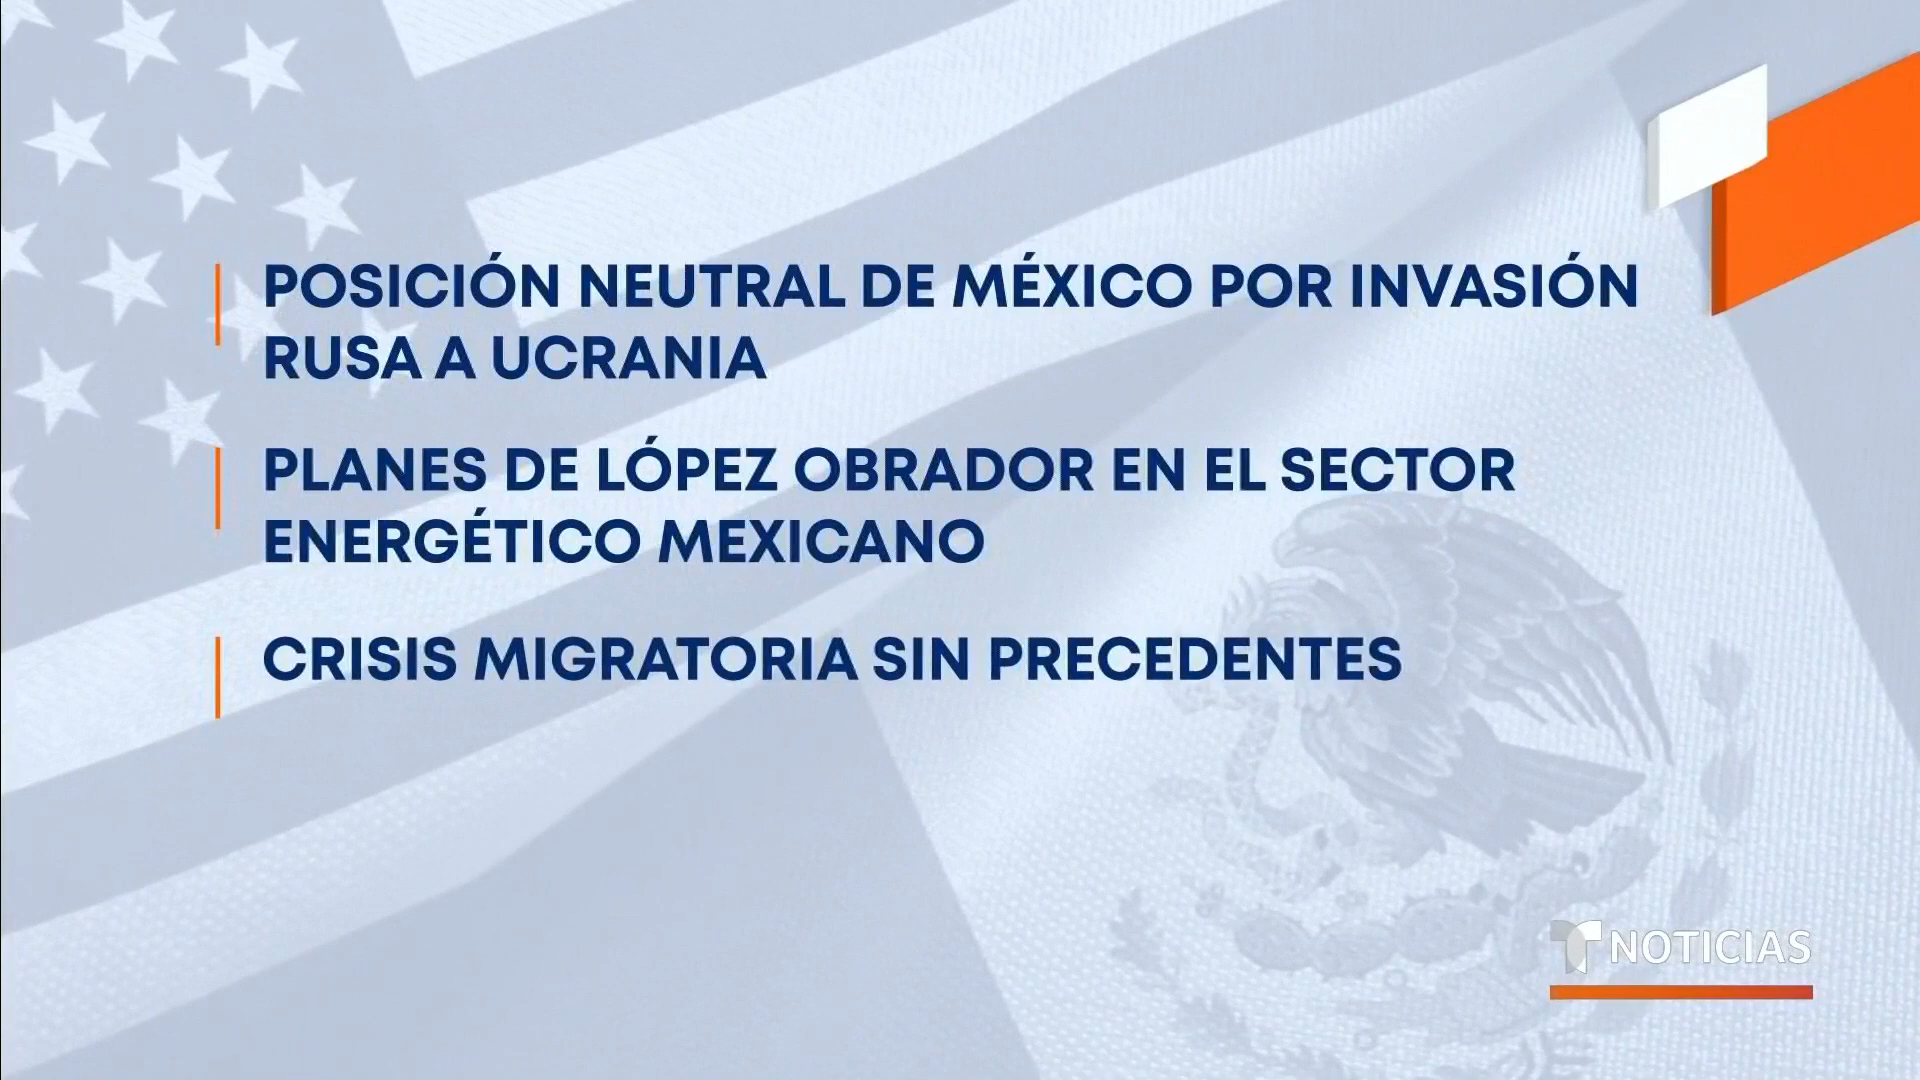 POSICIÓN NEUTRAL DE MÉXICO POR INVASIÓN
RUSA A UCRANIA
PLANES DE LÓPEZ OBRADOR EN EL SECTOR
ENERGÉTICO MEXICANO
CRISIS MIGRATORIA SIN PRECEDENTES
NOTICIAS